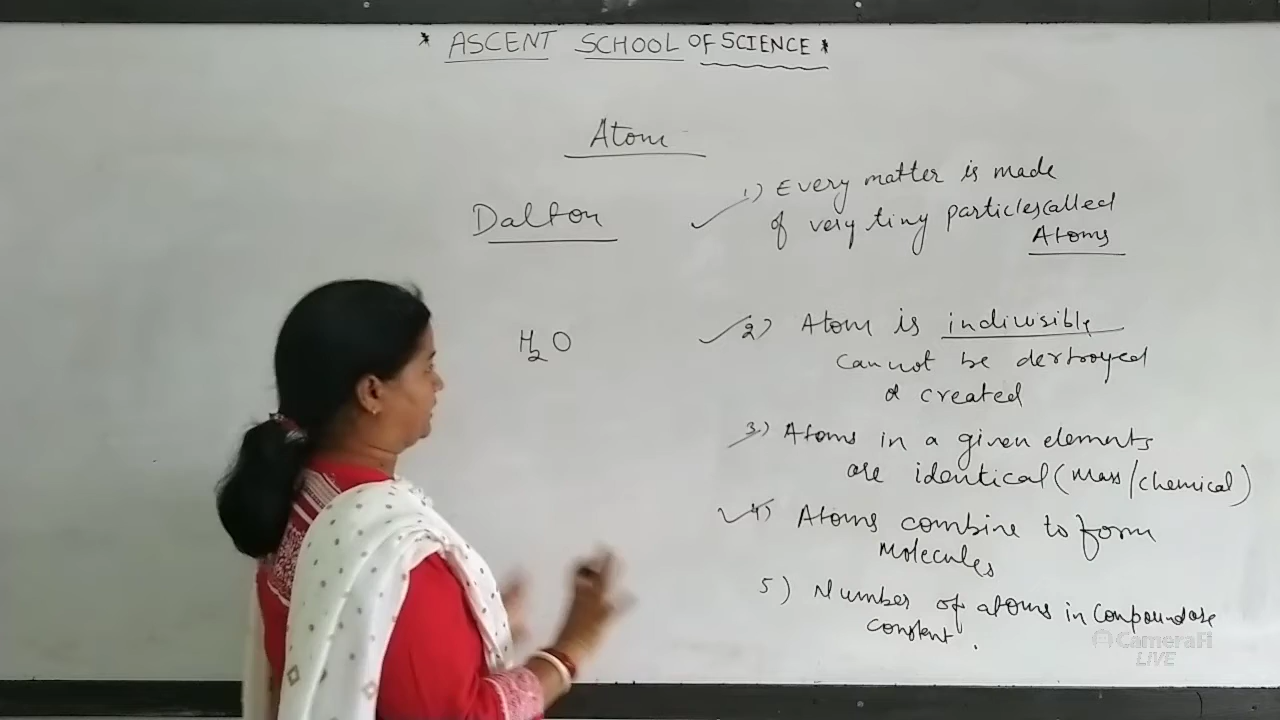 * ASCENT SCHOOL OF SCIENCE *
Atom
Dalton
1) Every matter is made
of very tiny particles called
Atoms
H2O
2) Atom is indivisible
cannot be destroyed
& created
3) Atoms in a given elements
are identical (mass/chemical)
4) Atoms combine to form
molecules
5) Number of atoms in compound are
constant.
CameraFi
LIVE